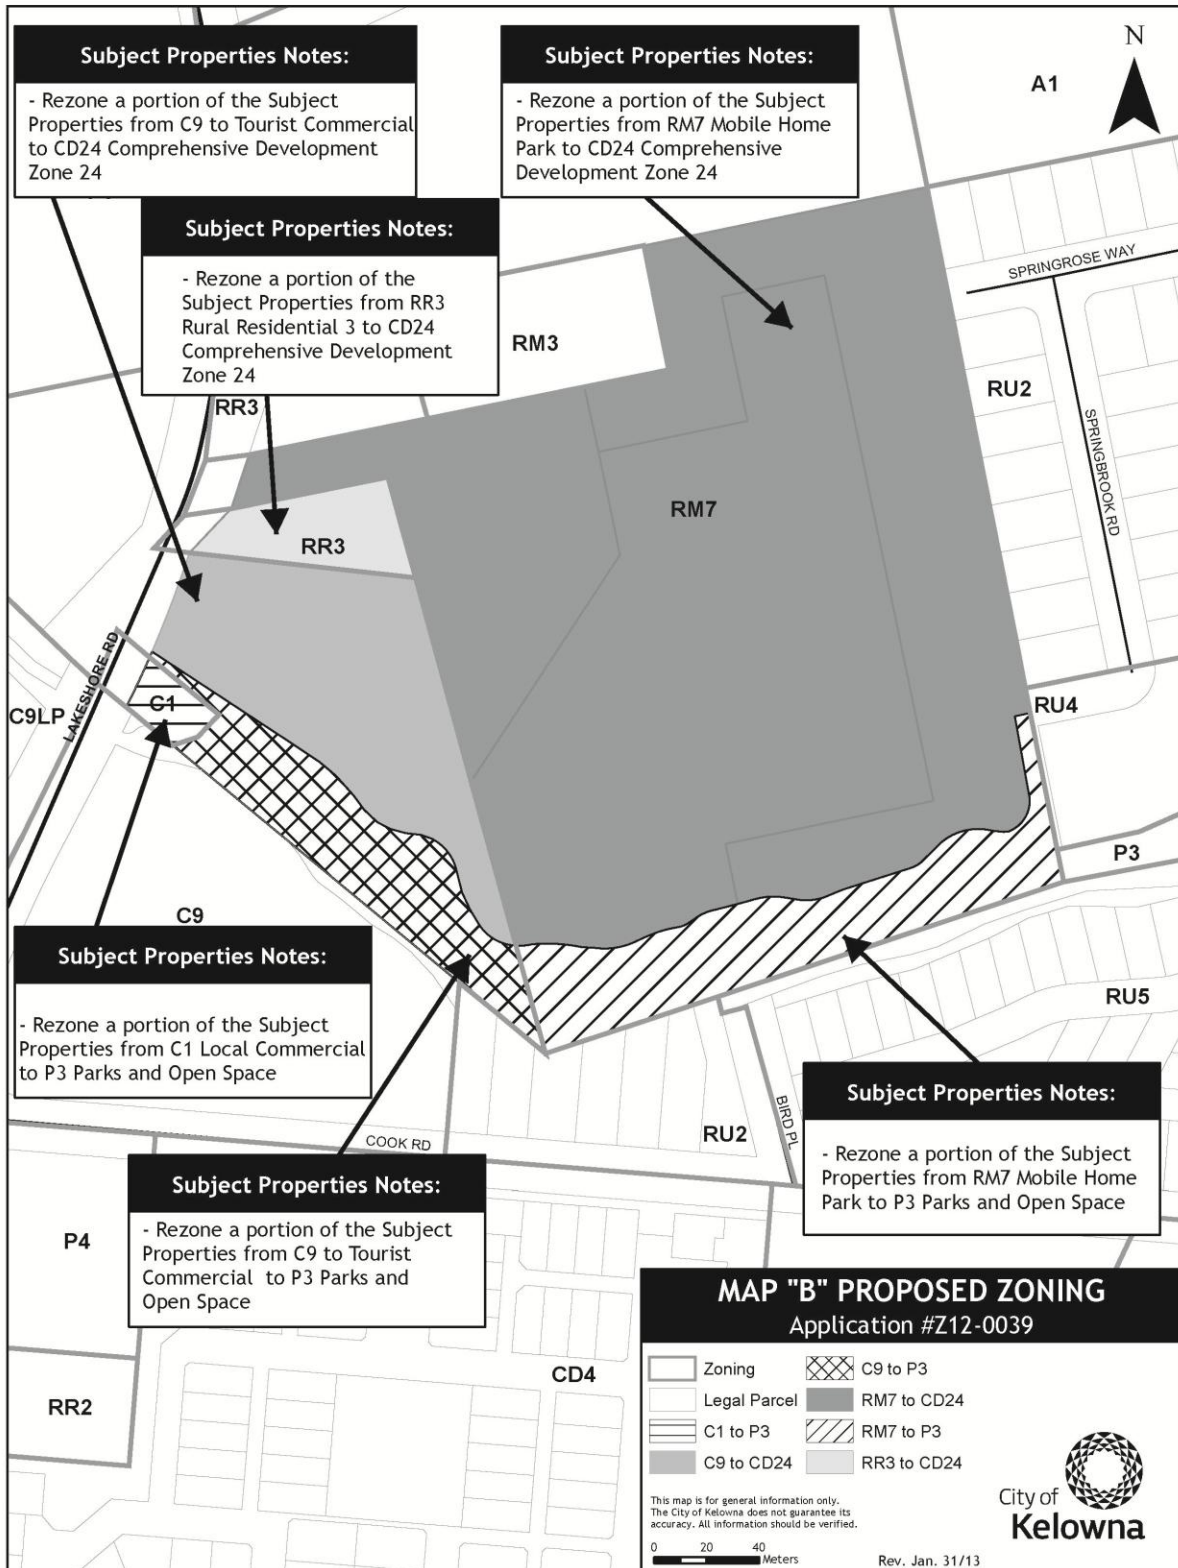 Subject Properties Notes:
- Rezone a portion of the Subject
Properties from C9 to Tourist Commercial
to CD24 Comprehensive Development
Zone 24
Subject Properties Notes:
- Rezone a portion of the Subject
Properties from RM7 Mobile Home
Park to CD24 Comprehensive
Development Zone 24
N
A1
Subject Properties Notes:
- Rezone a portion of the
Subject Properties from RR3
Rural Residential 3 to CD24
Comprehensive Development
Zone 24
SPRINGROSE WAY
RM3
RU2
RR3
SPRINGBROOK RD
RM7
RR3
LAKESHORE RD
C9LP
C1
RU4
P3
C9
Subject Properties Notes:
- Rezone a portion of the Subject
Properties from C1 Local Commercial
to P3 Parks and Open Space
RU5
Subject Properties Notes:
- Rezone a portion of the Subject
Properties from RM7 Mobile Home
Park to P3 Parks and Open Space
BIRD PL
RU2
COOK RD
Subject Properties Notes:
- Rezone a portion of the Subject
Properties from C9 to Tourist
Commercial to P3 Parks and
Open Space
P4
RR2
CD4
MAP "B" PROPOSED ZONING
Application #Z12-0039
Zoning
Legal Parcel
C1 to P3
C9 to CD24
C9 to P3
RM7 to CD24
RM7 to P3
RR3 to CD24
This map is for general information only.
The City of Kelowna does not guarantee its
accuracy. All information should be verified.
0 20 40
Meters
Rev. Jan. 31/13
City of
Kelowna